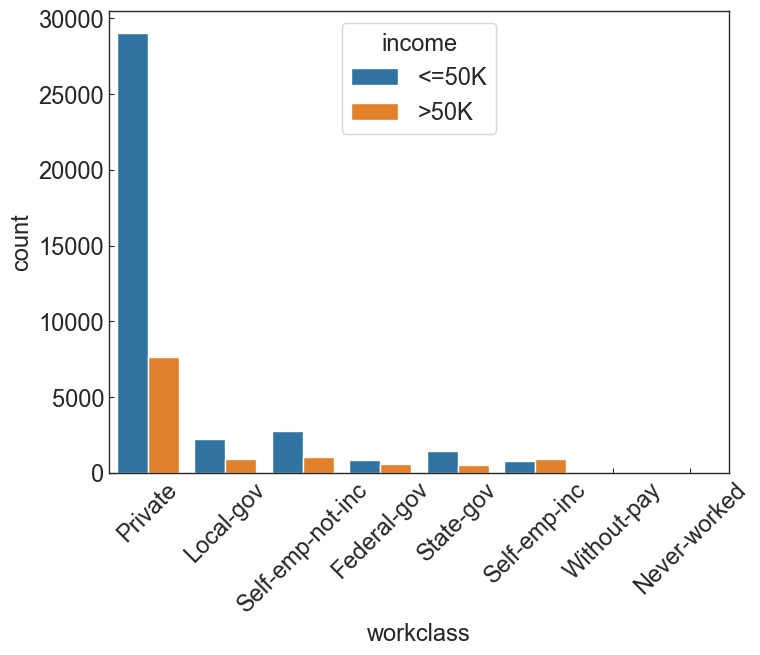 30000
25000
20000
15000
10000
5000
0
count
income
<=50K
>50K
Private
Local-gov
Self-emp-not-inc
Federal-gov
State-gov
Self-emp-inc
Without-pay
Never-worked
workclass